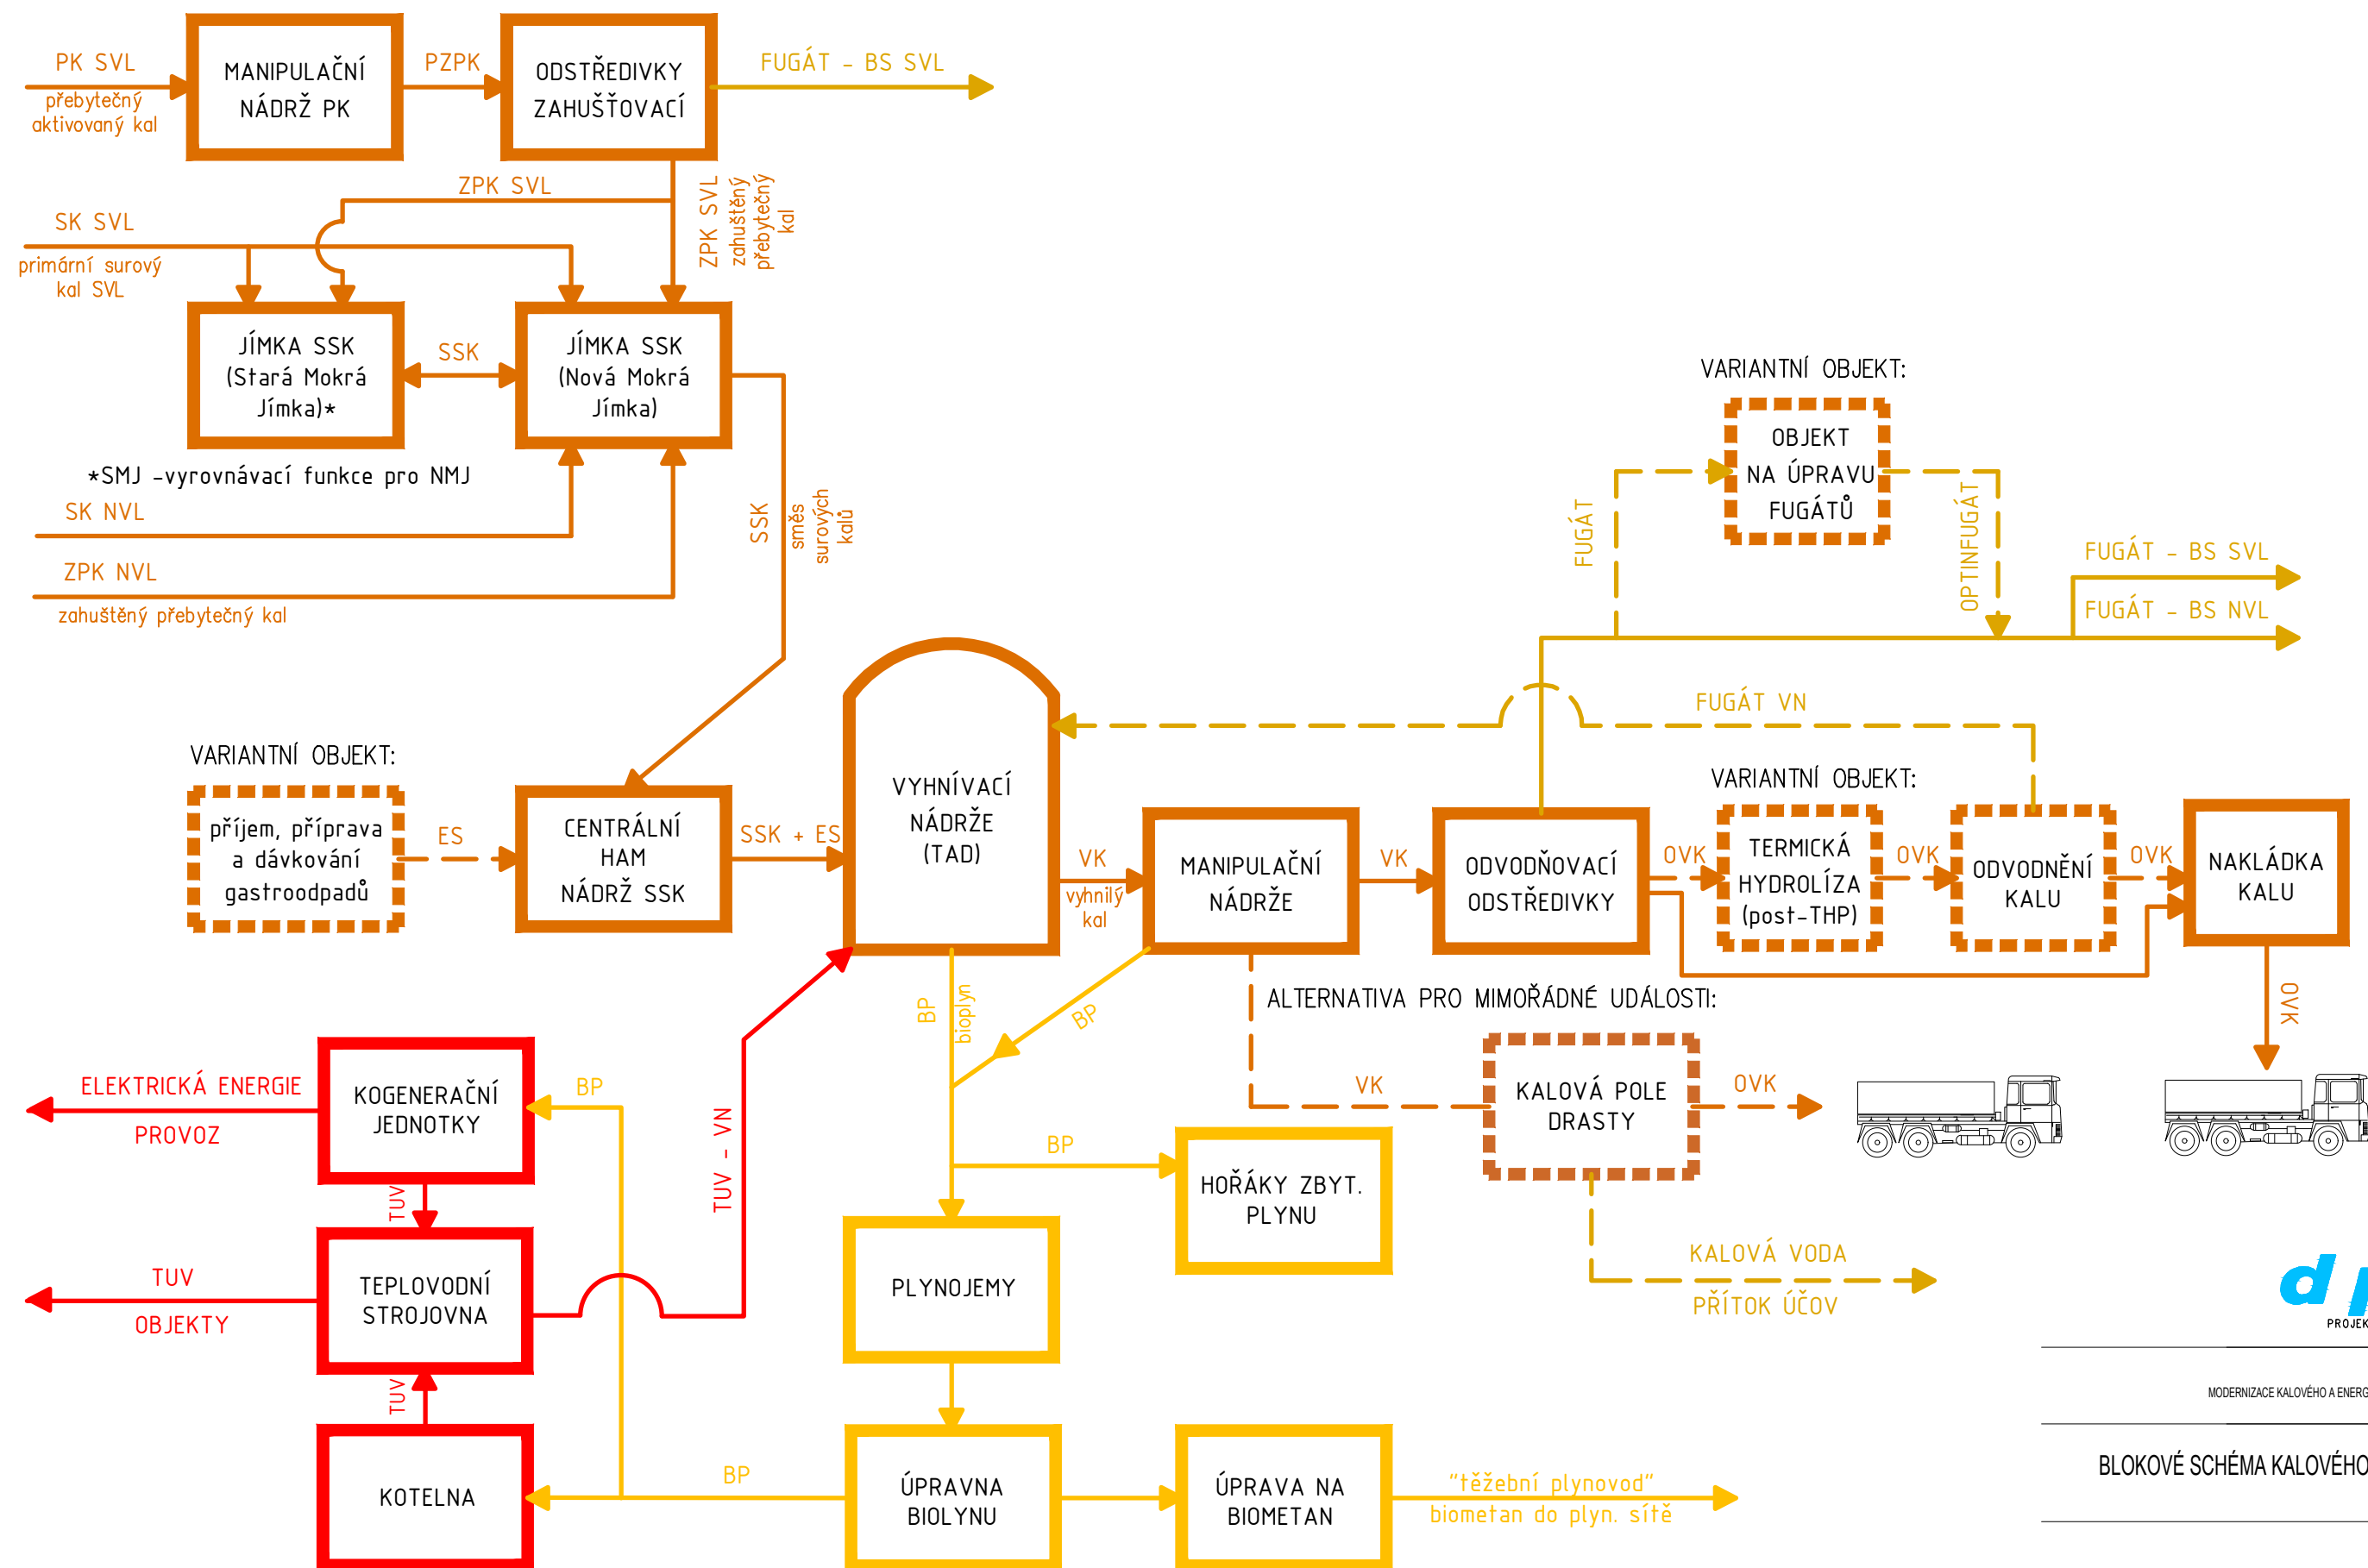 PK SVL
přebytečný
aktivovaný kal
MANIPULAČNÍ
NÁDRŽ PK
PZPK
ODSTŘEDIVKY
ZAHUŠŤOVACÍ
FUGÁT - BS SVL
ZPK SVL
ZPK SVL
zahuštěný
přebytečný
kal
SK SVL
primární surový
kal SVL
JÍMKA SSK
(Stará Mokrá
Jímka)*
SSK
JÍMKA SSK
(Nová Mokrá
Jímka)
*SMJ -vyrovnávací funkce pro NMJ
SK NVL
ZPK NVL
zahuštěný přebytečný kal
SSK
směs
surových
kalů
VARIANTNÍ OBJEKT:
OBJEKT
NA ÚPRAVU
FUGÁTŮ
FUGÁT
OPTINFUGÁT
FUGÁT - BS SVL
FUGÁT - BS NVL
FUGÁT VN
VARIANTNÍ OBJEKT:
příjem, příprava
a dávkování
gastroodpadů
ES
CENTRÁLNÍ
HAM
NÁDRŽ SSK
SSK + ES
VYHNÍVACÍ
NÁDRŽE
(TAD)
VK
vyhnilý
kal
MANIPULAČNÍ
NÁDRŽE
VK
ODVODŇOVACÍ
ODSTŘEDIVKY
OVK
VARIANTNÍ OBJEKT:
TERMICKÁ
HYDROLÍZA
(post-THP)
OVK
ODVODNĚNÍ
KALU
OVK
NAKLÁDKA
KALU
OVK
BP
bioplyn
BP
ALTERNATIVA PRO MIMOŘÁDNÉ UDÁLOSTI:
VK
KALOVÁ POLE
DRASTY
OVK
KALOVÁ VODA
PŘÍTOK ÚČOV
ELEKTRICKÁ ENERGIE
PROVOZ
KOGENERAČNÍ
JEDNOTKY
BP
TUV
TUV - VN
TUV
OBJEKTY
TEPLOVODNÍ
STROJOVNA
TUV
KOTELNA
BP
BP
HOŘÁKY ZBYT.
PLYNU
PLYNOJEMY
ÚPRAVNA
BIOLYNU
ÚPRAVA NA
BIOMETAN
"těžební plynovod"
biometan do plyn. sítě
PROJEK
MODERNIZACE KALOVÉHO A ENERG
BLOKOVÉ SCHÉMA KALOVÉHO